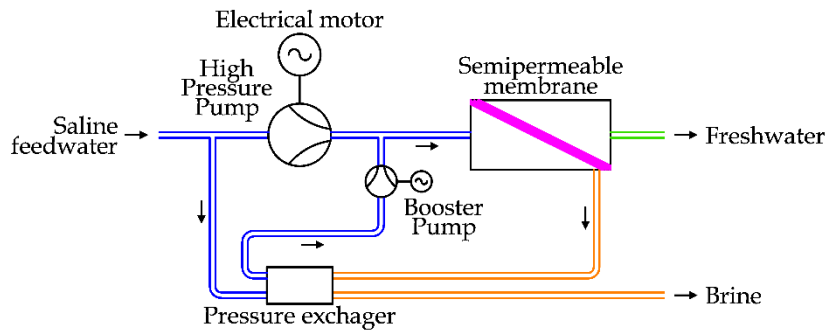 Electrical motor
High
Pressure
Pump
Semipermeable
membrane
Saline
feedwater
Freshwater
Booster
Pump
Pressure exchager
Brine